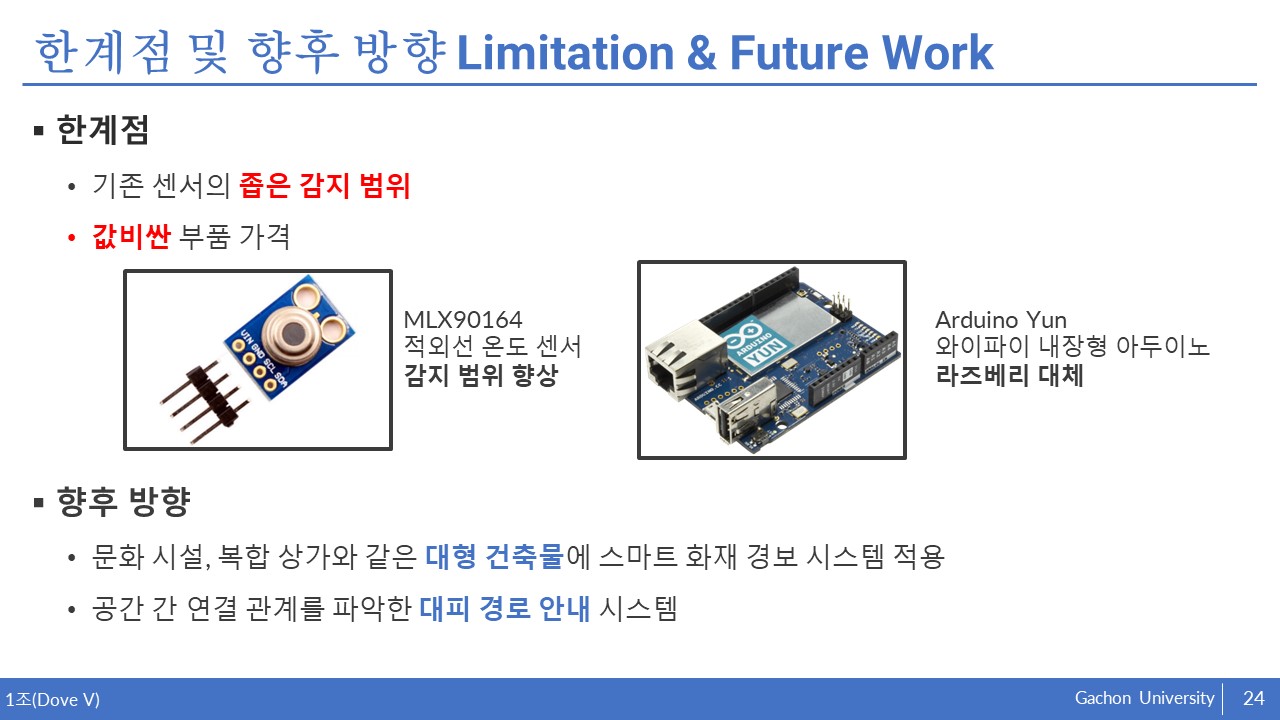 한계점 및 향후 방향 Limitation & Future Work
▪ 한계점
• 기존 센서의 좁은 감지 범위
• 값비싼 부품 가격
VIN GND SCL SDA
MLX90164
적외선 온도 센서
감지 범위 향상
ARDUINO
YUN
Arduino Yun
와이파이 내장형 아두이노
라즈베리 대체
▪ 향후 방향
• 문화 시설, 복합 상가와 같은 대형 건축물에 스마트 화재 경보 시스템 적용
• 공간 간 연결 관계를 파악한 대피 경로 안내 시스템
1조(Dove V)
Gachon University
24